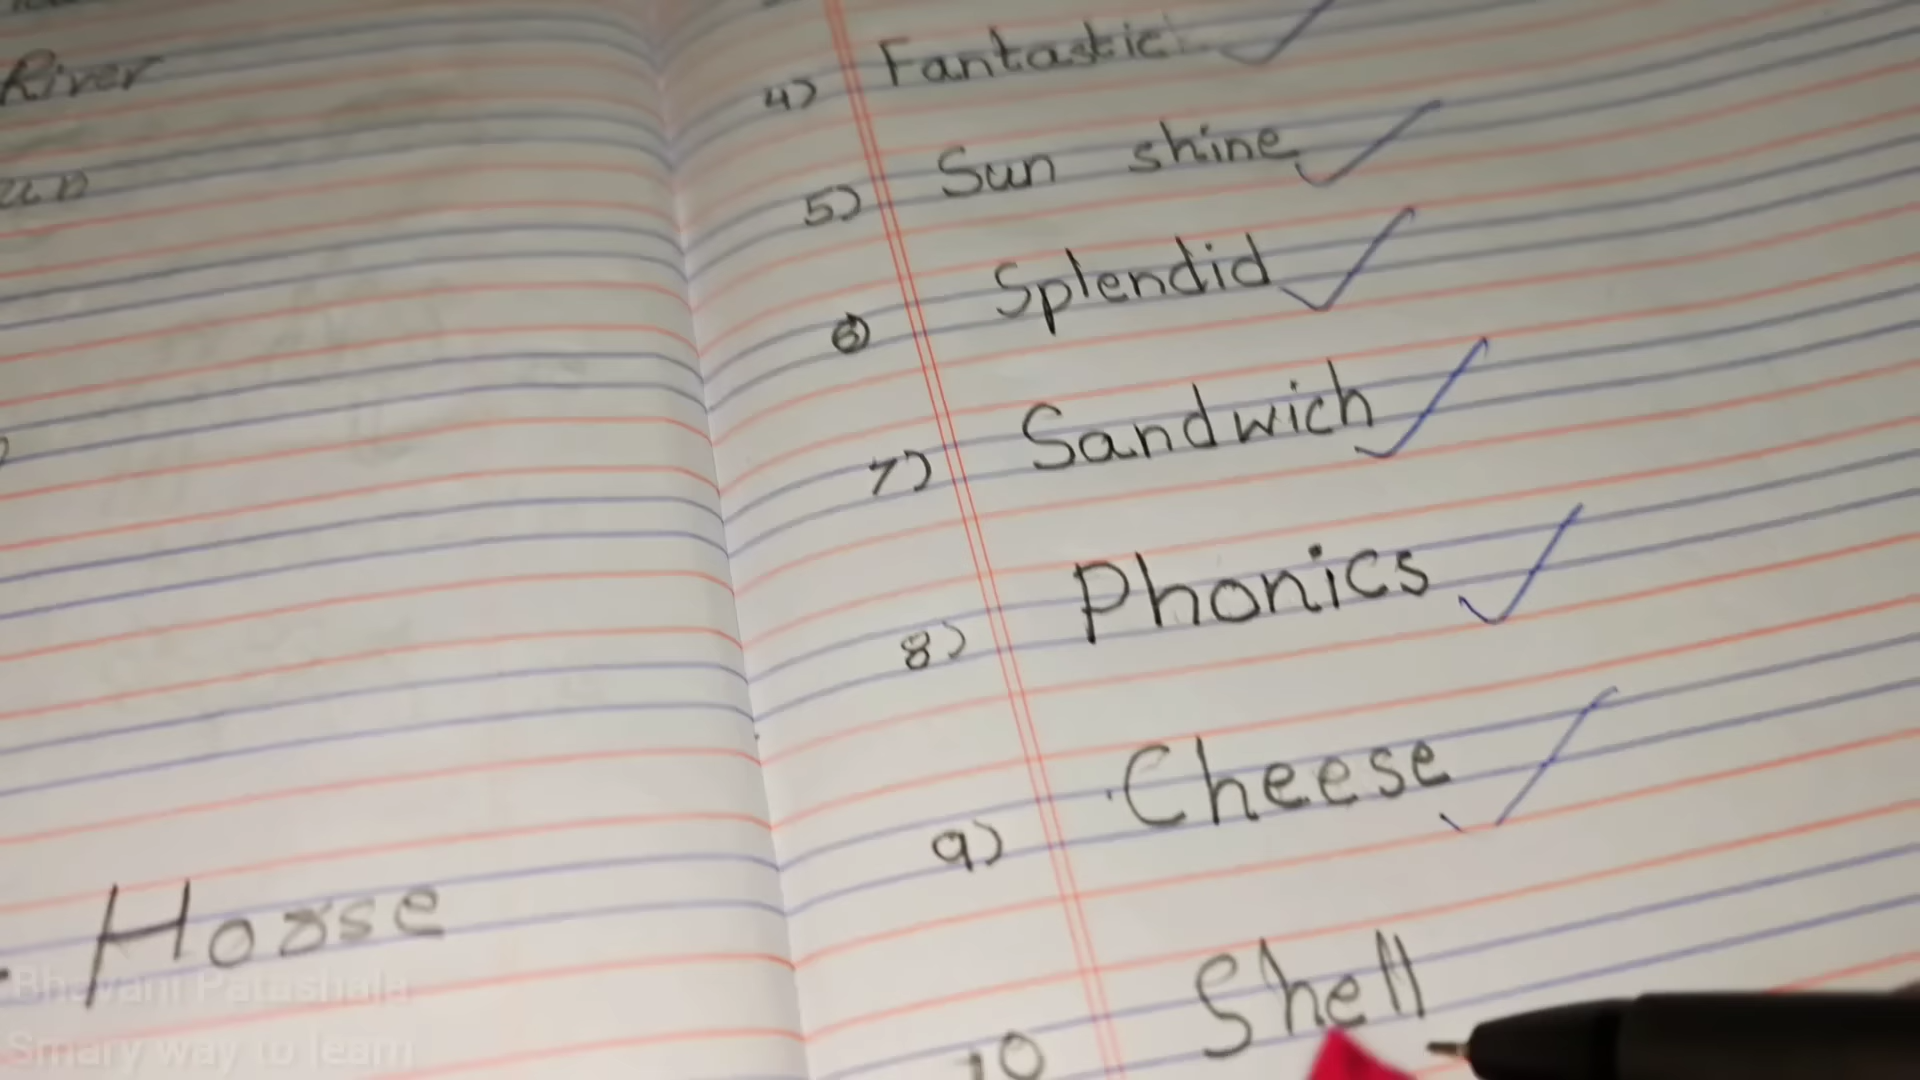 River
4) Fantastic
5) Sun shine
6) Splendid
7) Sandwich
8) Phonics
9) Cheese
Horse
10 Shell
Bhavani Patashala
Smary way to learn